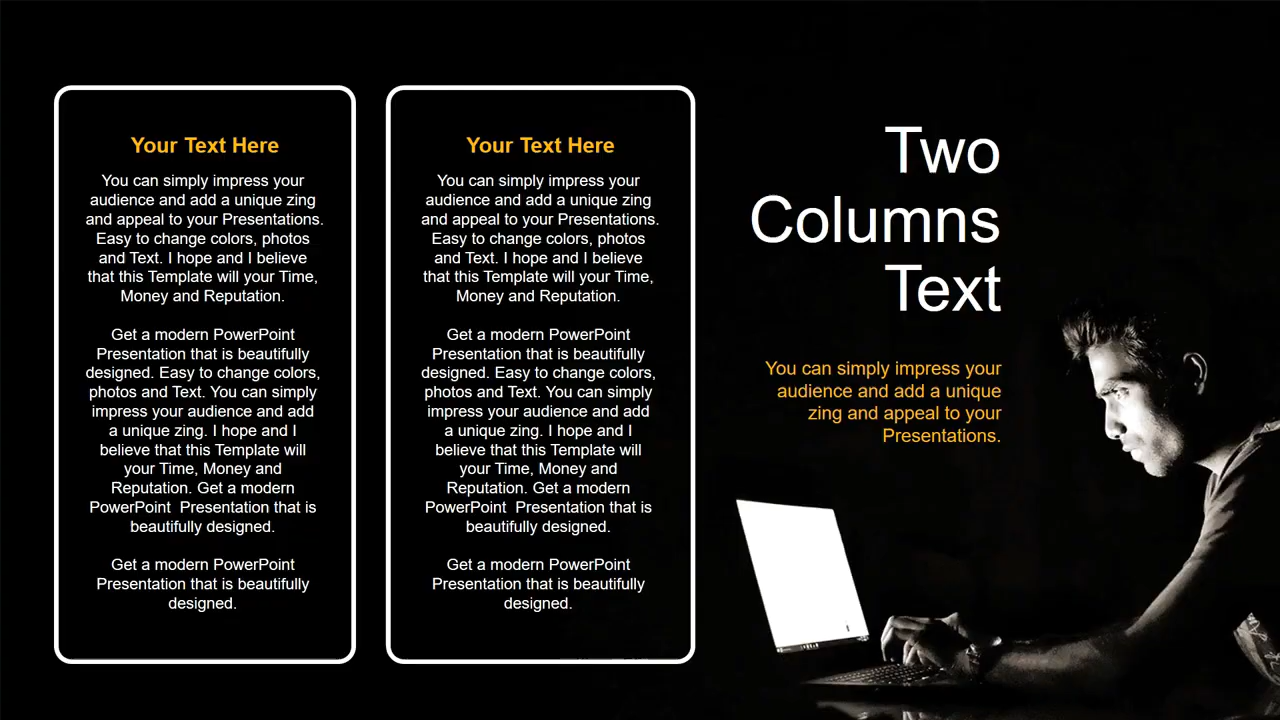 Your Text Here
You can simply impress your
audience and add a unique zing
and appeal to your Presentations.
Easy to change colors, photos
and Text. I hope and I believe
that this Template will your Time,
Money and Reputation.
Get a modern PowerPoint
Presentation that is beautifully
designed. Easy to change colors,
photos and Text. You can simply
impress your audience and add
a unique zing. I hope and I
believe that this Template will
your Time, Money and
Reputation. Get a modern
PowerPoint  Presentation that is
beautifully designed.
Get a modern PowerPoint
Presentation that is beautifully
designed.
Your Text Here
You can simply impress your
audience and add a unique zing
and appeal to your Presentations.
Easy to change colors, photos
and Text. I hope and I believe
that this Template will your Time,
Money and Reputation.
Get a modern PowerPoint
Presentation that is beautifully
designed. Easy to change colors,
photos and Text. You can simply
impress your audience and add
a unique zing. I hope and I
believe that this Template will
your Time, Money and
Reputation. Get a modern
PowerPoint  Presentation that is
beautifully designed.
Get a modern PowerPoint
Presentation that is beautifully
designed.
Two
Columns
Text
You can simply impress your
audience and add a unique
zing and appeal to your
Presentations.